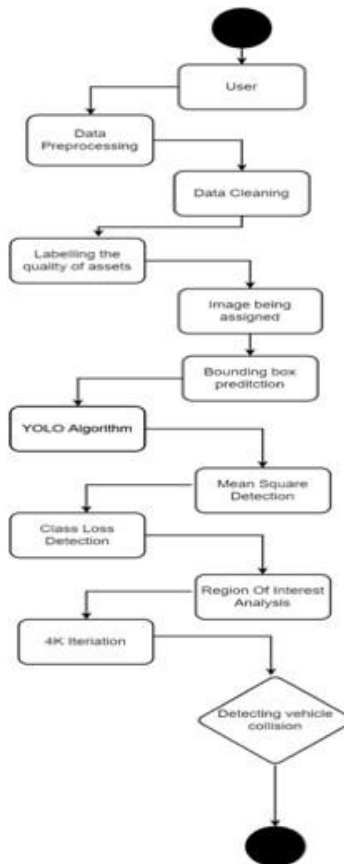 User
Data
Preprocessing
Data Cleaning
Labelling the
quality of assets
Image being
assigned
Bounding box
preditction
YOLO Algorithm
Mean Square
Detection
Class Loss
Detection
Region Of Interest
Analysis
4K Iteriation
Detecting vehicle
collision